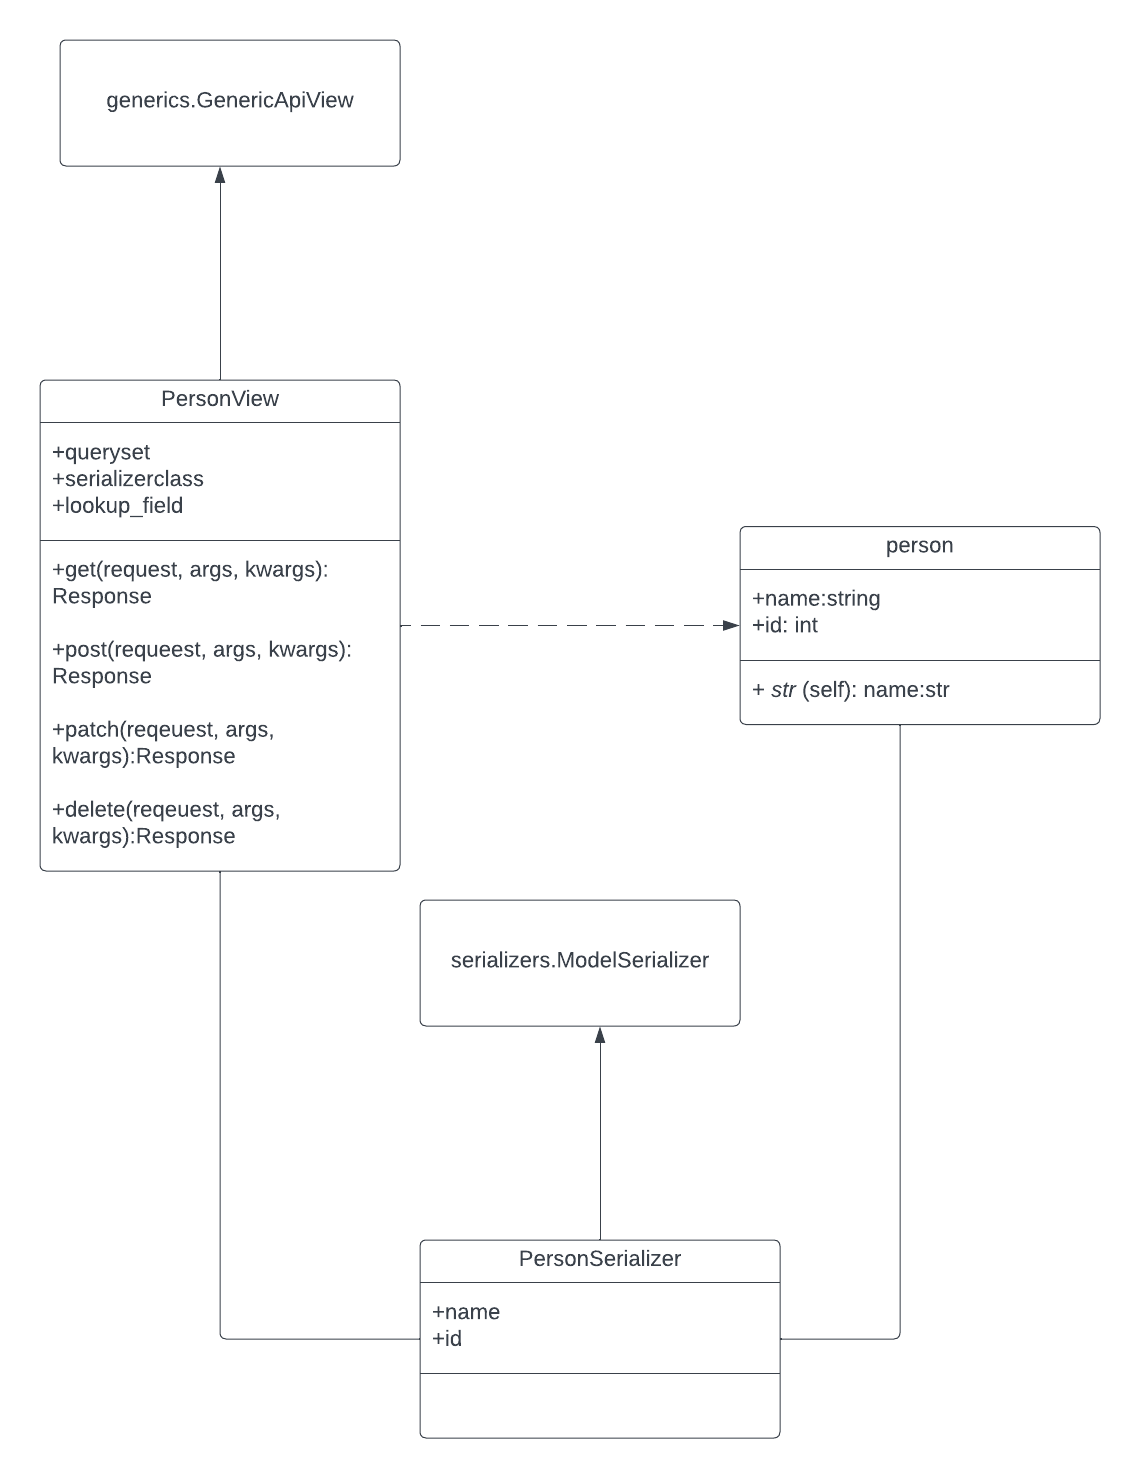 generics.GenericApiView
PersonView
+queryset
+serializerclass
+lookup_field
+get(request, args, kwargs):
Response
+post(requeest, args, kwargs):
Response
+patch(reqeuest, args,
kwargs):Response
+delete(reqeuest, args,
kwargs):Response
person
+name:string
+id: int
+ str (self): name:str
serializers.ModelSerializer
PersonSerializer
+name
+id